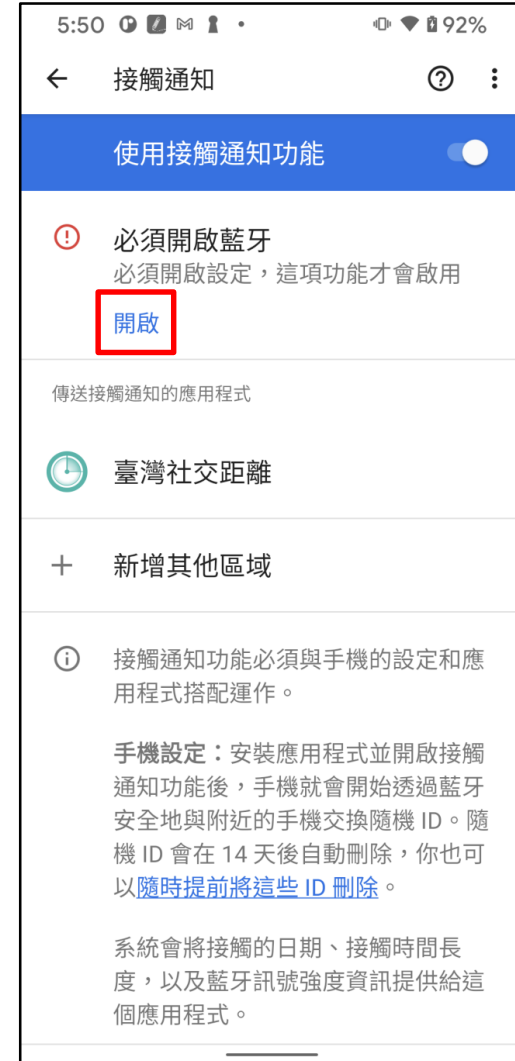 5:50 92%
接觸通知
使用接觸通知功能
必須開啟藍牙
必須開啟設定，這項功能才會啟用
開啟
傳送接觸通知的應用程式
臺灣社交距離
新增其他區域
接觸通知功能必須與手機的設定和應
用程式搭配運作。
手機設定：安裝應用程式並開啟接觸
通知功能後，手機就會開始透過藍牙
安全地與附近的手機交換隨機 ID。隨
機 ID 會在 14 天後自動刪除，你也可
以隨時提前將這些 ID 刪除。
系統會將接觸的日期、接觸時間長
度，以及藍牙訊號強度資訊提供給這
個應用程式。